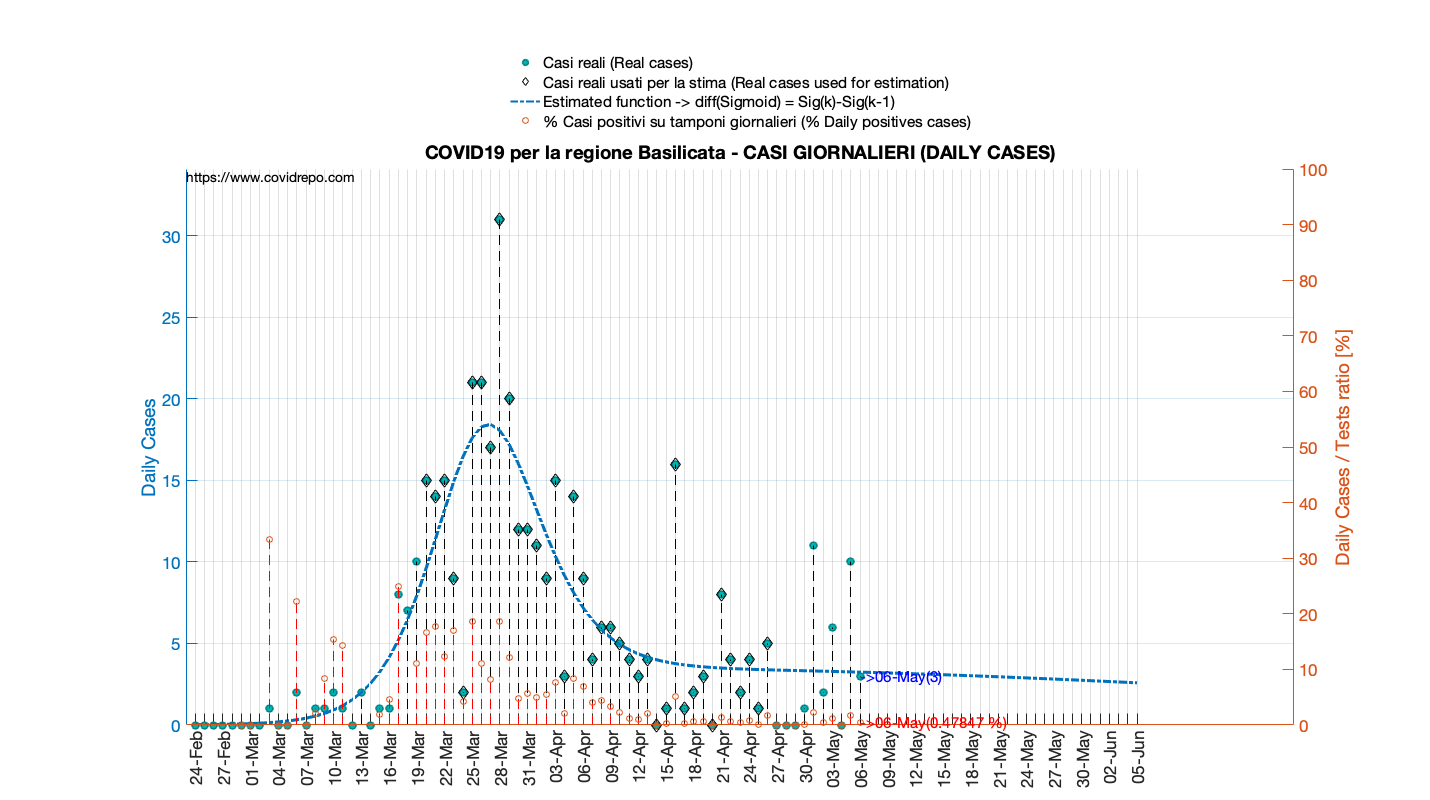 Casi reali (Real cases)
Casi reali usati per la stima (Real cases used for estimation)
Estimated function -> diff(Sigmoid) = Sig(k)-Sig(k-1)
% Casi positivi su tamponi giornalieri (% Daily positives cases)
COVID19 per la regione Basilicata - CASI GIORNALIERI (DAILY CASES)
https://www.covidrepo.com
Daily Cases
30
25
20
15
10
5
0
100
90
80
70
60
50
40
30
20
10
0
Daily Cases / Tests ratio [%]
->06-May(3)
->06-May(0.47847 %)
24-Feb
27-Feb
01-Mar
04-Mar
07-Mar
10-Mar
13-Mar
16-Mar
19-Mar
22-Mar
25-Mar
28-Mar
31-Mar
03-Apr
06-Apr
09-Apr
12-Apr
15-Apr
18-Apr
21-Apr
24-Apr
27-Apr
30-Apr
03-May
06-May
09-May
12-May
15-May
18-May
21-May
24-May
27-May
30-May
02-Jun
05-Jun